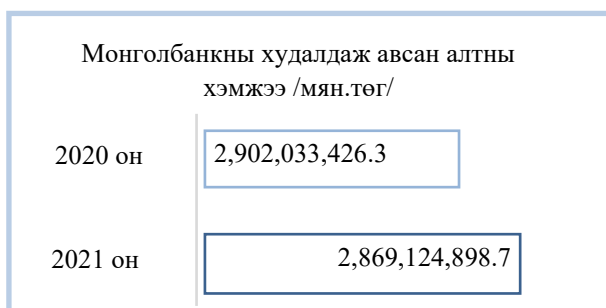 Монголбанкны худалдаж авсан алтны
хэмжээ /мян.төг/
2020 он
2,902,033,426.3
2021 он
2,869,124,898.7